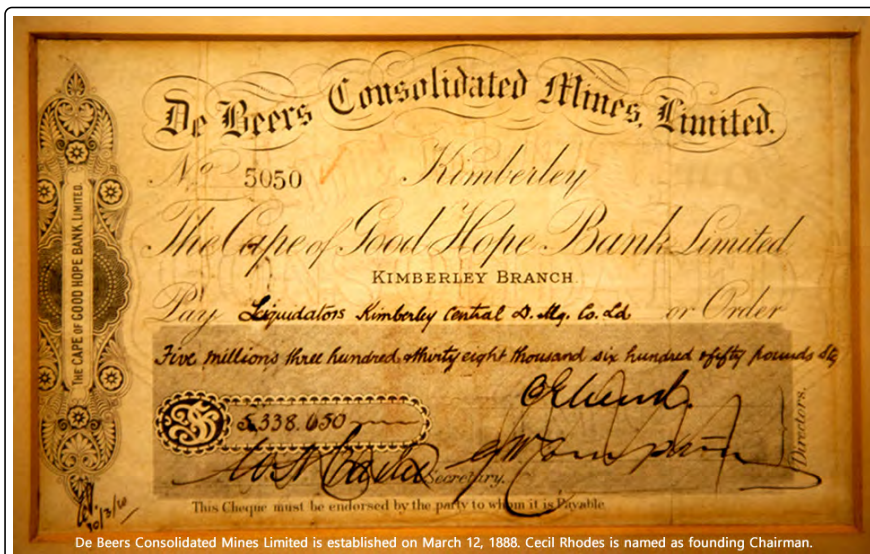 De Beers Consolidated Mines, Limited.
No 5050 Kimberley
The Cape of Good Hope Bank Limited
KIMBERLEY BRANCH.
THE CAPE OF GOOD HOPE BANK, LIMITED.
Pay Liquidators Kimberley Central D. Mg. Co. Ld or Order
Five millions three hundred & thirty eight thousand six hundred & fifty pounds Stg
£ 5.338.650
Directors.
Secretary.
This Cheque must be endorsed by the party to whom it is Payable.
De Beers Consolidated Mines Limited is established on March 12, 1888. Cecil Rhodes is named as founding Chairman.